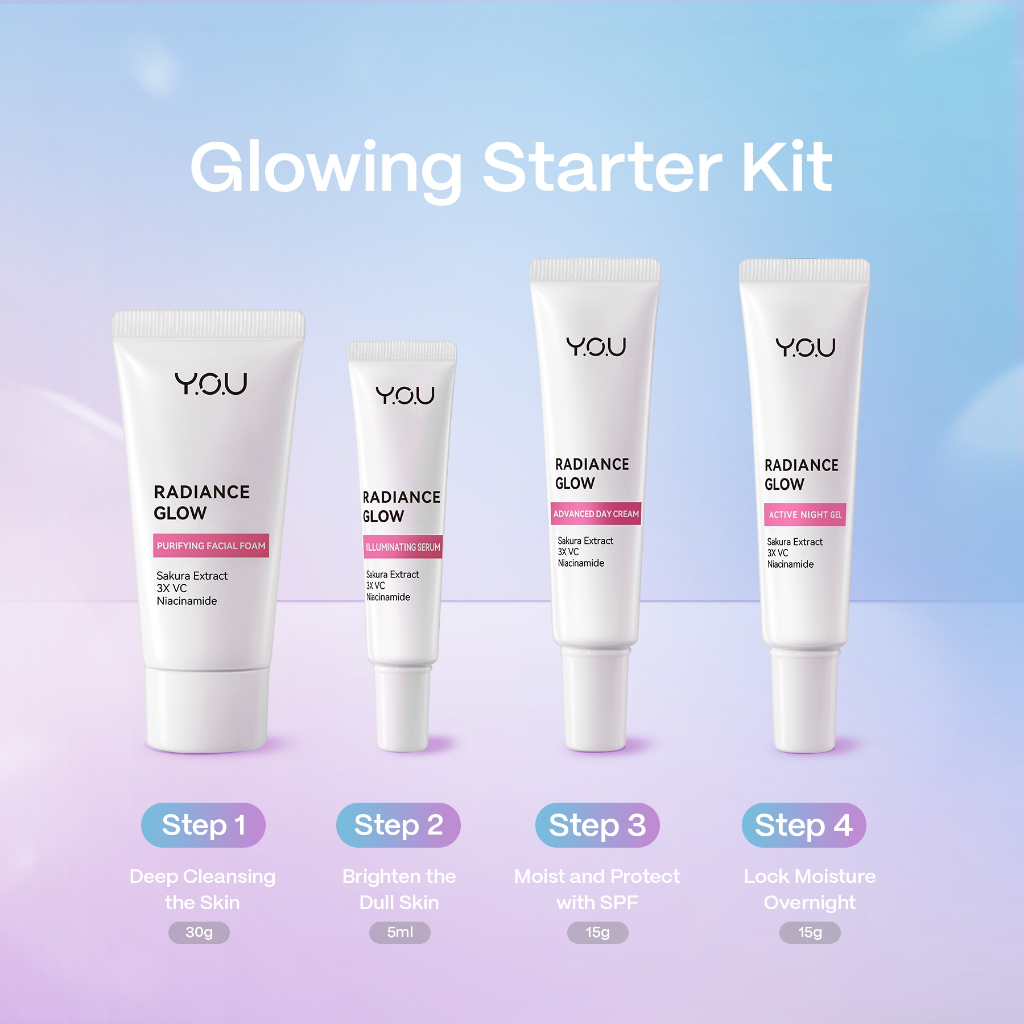 Glowing Starter Kit
Y.O.U
RADIANCE
GLOW
PURIFYING FACIAL FOAM
Sakura Extract
3X VC
Niacinamide
Y.O.U
RADIANCE
GLOW
ILLUMINATING SERUM
Sakura Extract
3X VC
Niacinamide
Y.O.U
RADIANCE
GLOW
ADVANCED DAY CREAM
Sakura Extract
3X VC
Niacinamide
Y.O.U
RADIANCE
GLOW
ACTIVE NIGHT GEL
Sakura Extract
3X VC
Niacinamide
Step 1
Deep Cleansing
the Skin
30g
Step 2
Brighten the
Dull Skin
5ml
Step 3
Moist and Protect
with SPF
15g
Step 4
Lock Moisture
Overnight
15g